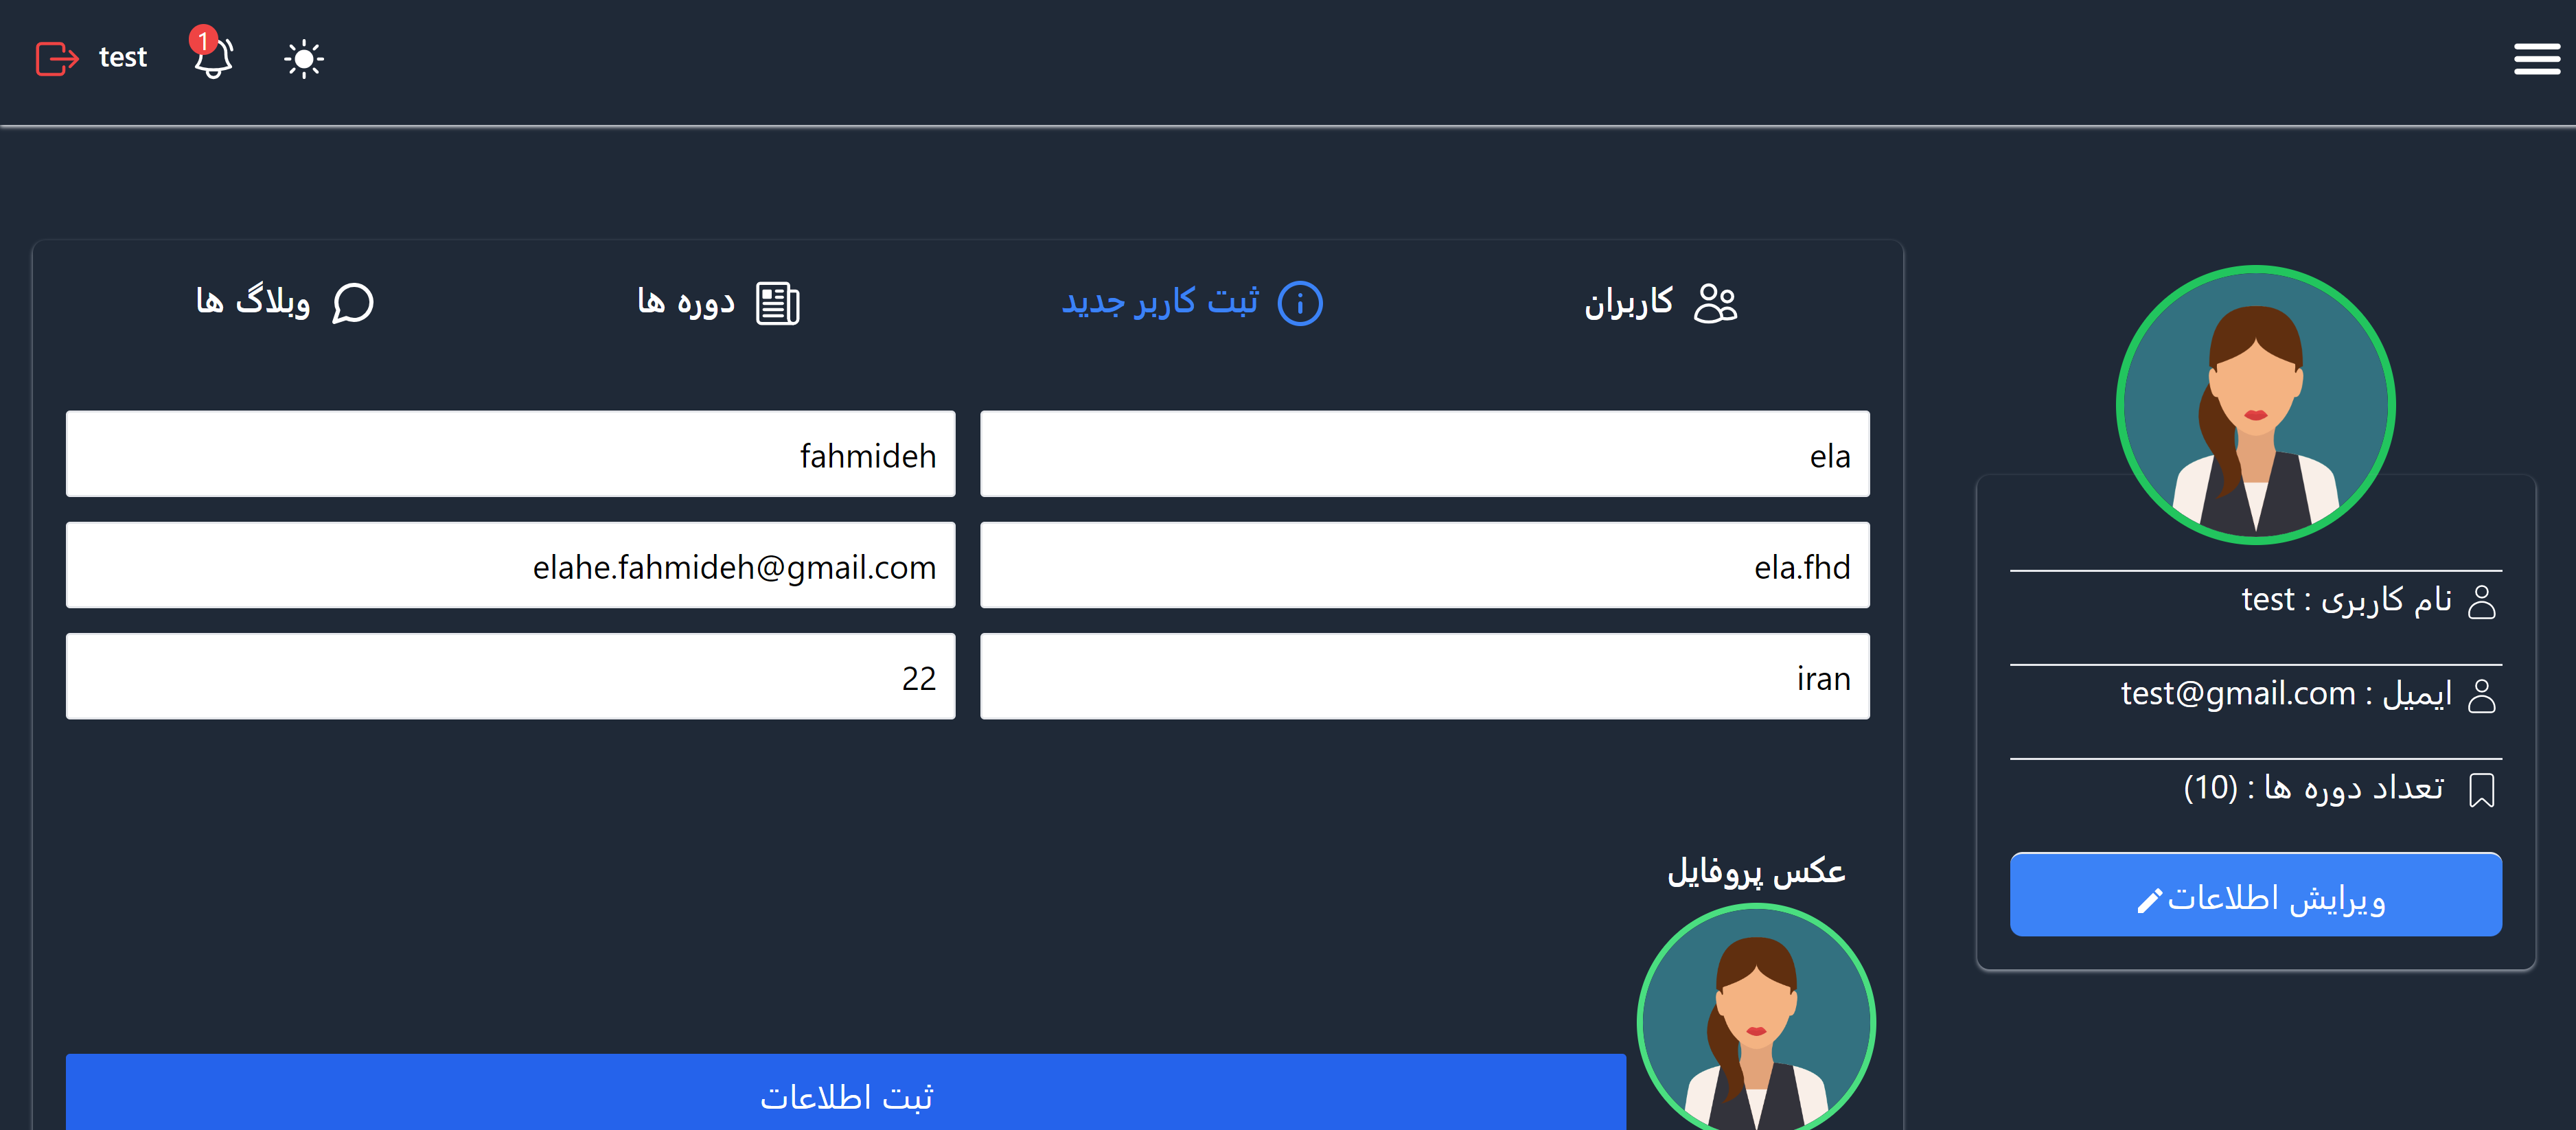 test
1
کاربران
ثبت کاربر جدید
دوره ها
وبلاگ ها
ela
fahmideh
ela.fhd
elahe.fahmideh@gmail.com
iran
22
عکس پروفایل
ثبت اطلاعات
نام کاربری : test
ایمیل : test@gmail.com
تعداد دوره ها : (10)
ویرایش اطلاعات